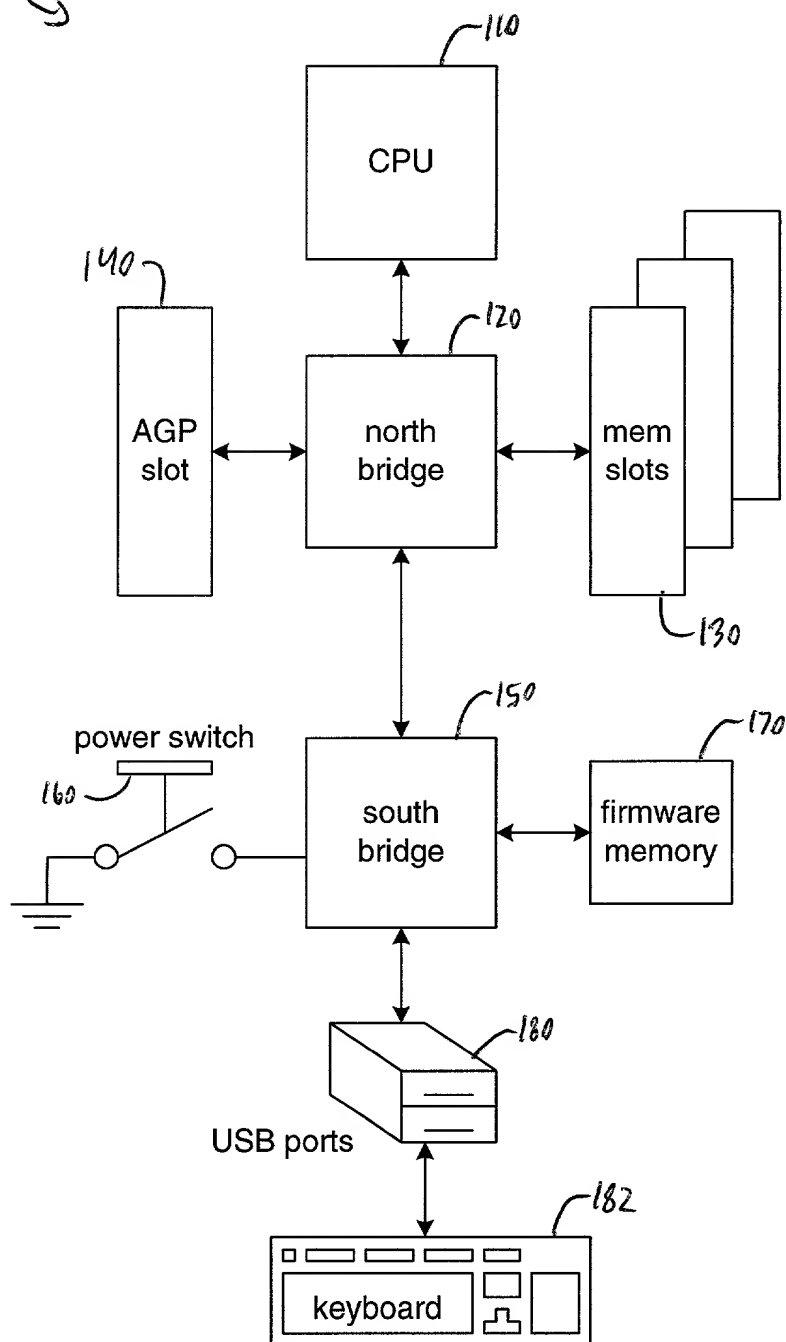 110
CPU
140
120
AGP
slot
north
bridge
mem
slots
130
150
power switch
160
170
south
bridge
firmware
memory
180
USB ports
182
keyboard